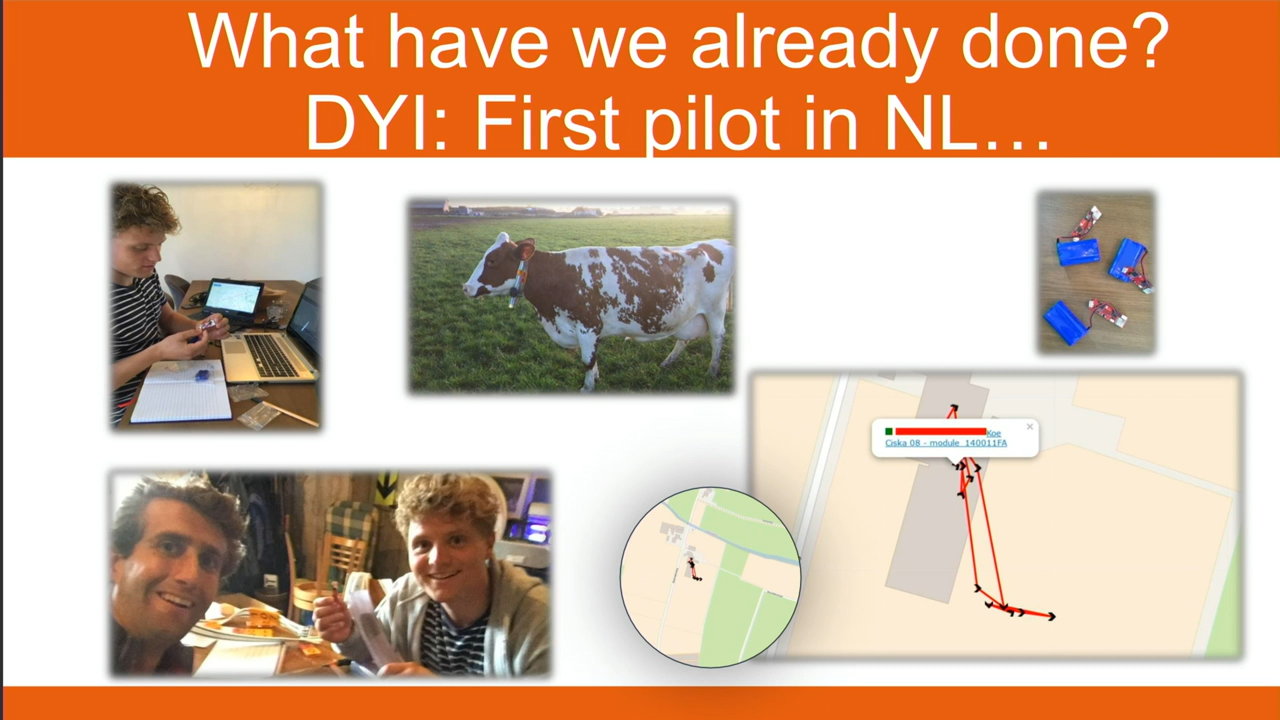 What have we already done?
DYI: First pilot in NL…
Koe
Ciska 08 - module 140011FA